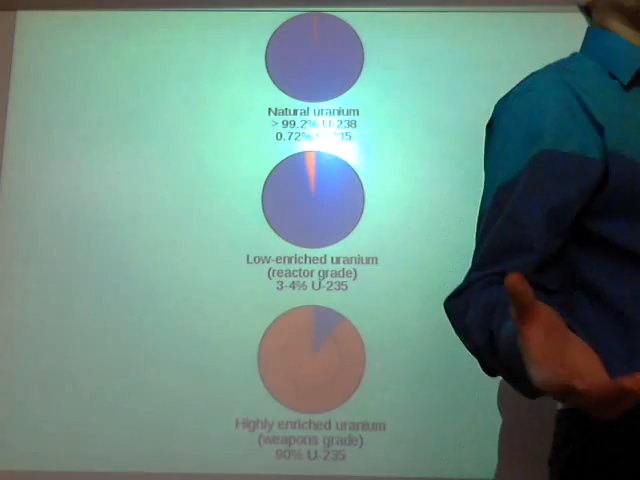 Natural uranium
> 99.2% U-238
0.72% U-235
Low-enriched uranium
(reactor grade)
3-4% U-235
Highly enriched uranium
(weapons grade)
90% U-235